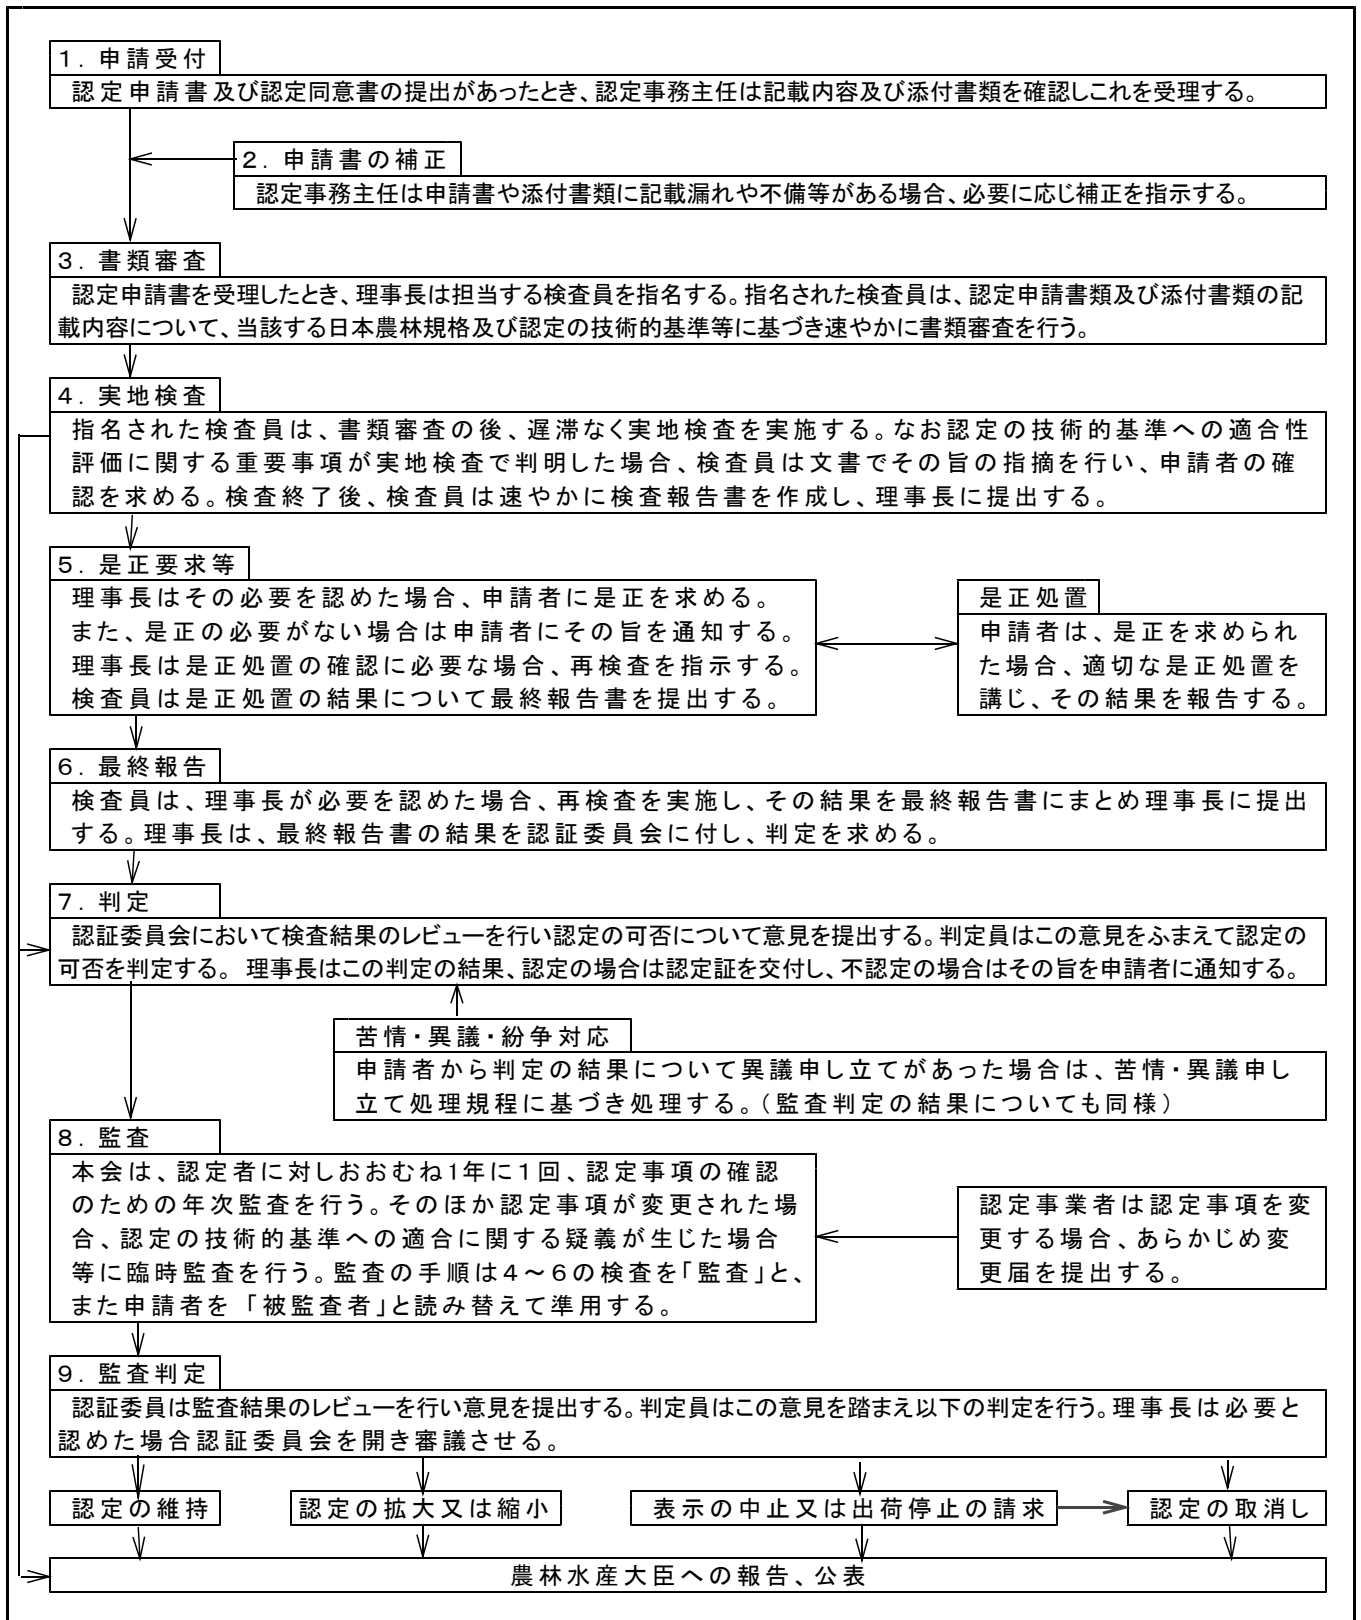 1. 申請受付
認定申請書及び認定同意書の提出があったとき、認定事務主任は記載内容及び添付書類を確認しこれを受理する。
2. 申請書の補正
認定事務主任は申請書や添付書類に記載漏れや不備等がある場合、必要に応じ補正を指示する。
3. 書類審査
認定申請書を受理したとき、理事長は担当する検査員を指名する。指名された検査員は、認定申請書類及び添付書類の記
載内容について、当該する日本農林規格及び認定の技術的基準等に基づき速やかに書類審査を行う。
4. 実地検査
指名された検査員は、書類審査の後、遅滞なく実地検査を実施する。なお認定の技術的基準への適合性
評価に関する重要事項が実地検査で判明した場合、検査員は文書でその旨の指摘を行い、申請者の確
認を求める。検査終了後、検査員は速やかに検査報告書を作成し、理事長に提出する。
5. 是正要求等
理事長はその必要を認めた場合、申請者に是正を求める。
また、是正の必要がない場合は申請者にその旨を通知する。
理事長は是正処置の確認に必要な場合、再検査を指示する。
検査員は是正処置の結果について最終報告書を提出する。
是正処置
申請者は、是正を求められ
た場合、適切な是正処置を
講じ、その結果を報告する。
6. 最終報告
検査員は、理事長が必要を認めた場合、再検査を実施し、その結果を最終報告書にまとめ理事長に提出
する。理事長は、最終報告書の結果を認証委員会に付し、判定を求める。
7. 判定
認証委員会において検査結果のレビューを行い認定の可否について意見を提出する。判定員はこの意見をふまえて認定の
可否を判定する。 理事長はこの判定の結果、認定の場合は認定証を交付し、不認定の場合はその旨を申請者に通知する。
苦情・異議・紛争対応
申請者から判定の結果について異議申し立てがあった場合は、苦情・異議申し
立て処理規程に基づき処理する。(監査判定の結果についても同様)
8. 監査
本会は、認定者に対しおおむね1年に1回、認定事項の確認
のための年次監査を行う。そのほか認定事項が変更された場
合、認定の技術的基準への適合に関する疑義が生じた場合
等に臨時監査を行う。監査の手順は4～6の検査を「監査」と、
また申請者を 「被監査者」と読み替えて準用する。
認定事業者は認定事項を変
更する場合、あらかじめ変
更届を提出する。
9. 監査判定
認証委員は監査結果のレビューを行い意見を提出する。判定員はこの意見を踏まえ以下の判定を行う。理事長は必要と
認めた場合認証委員会を開き審議させる。
認定の維持
認定の拡大又は縮小
表示の中止又は出荷停止の請求
認定の取消し
農林水産大臣への報告、公表